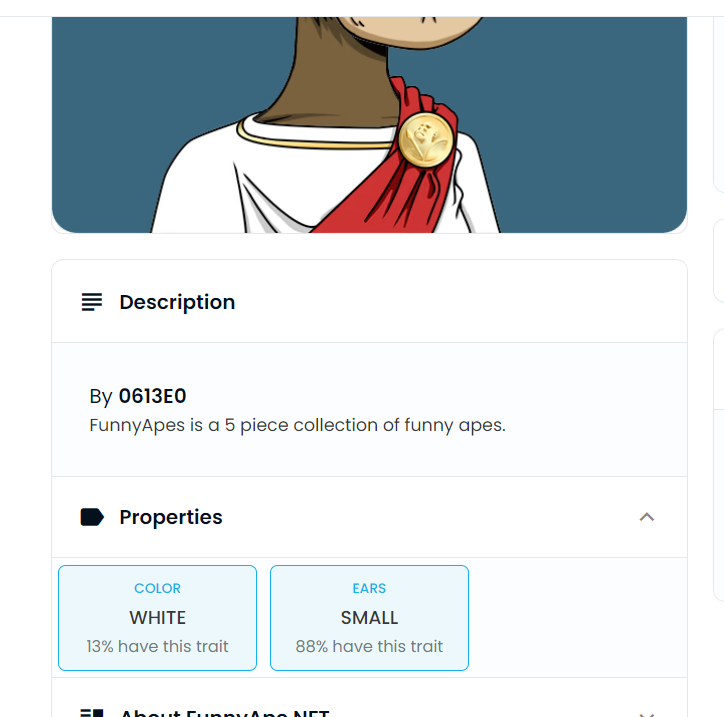 Description
By 0613E0
FunnyApes is a 5 piece collection of funny apes.
Properties
COLOR
WHITE
13% have this trait
EARS
SMALL
88% have this trait
About FunnyApe NFT